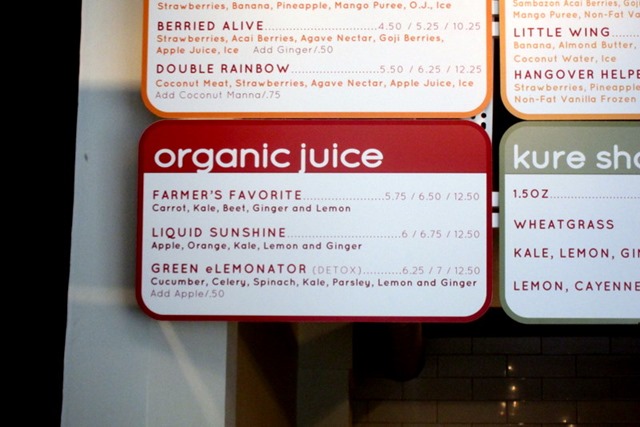 Strawberries, Banana, Pineapple, Mango Puree, O.J., Ice
BERRIED ALIVE 4.50 / 5.25 / 10.25
Strawberries, Acai Berries, Agave Nectar, Goji Berries,
Apple Juice, Ice Add Ginger/.50
DOUBLE RAINBOW 5.50 / 6.25 / 12.25
Coconut Meat, Strawberries, Agave Nectar, Apple Juice, Ice
Add Coconut Manna/.75
Sambazon Acai Berries, Goj
Mango Puree, Non-Fat Va
LITTLE WING
Banana, Almond Butter,
Coconut Water, Ice
HANGOVER HELPE
Strawberries, Pineapple
Non-Fat Vanilla Frozen
organic juice
FARMER'S FAVORITE 5.75 / 6.50 / 12.50
Carrot, Kale, Beet, Ginger and Lemon
LIQUID SUNSHINE 6 / 6.75 / 12.50
Apple, Orange, Kale, Lemon and Ginger
GREEN eLEMONATOR (DETOX) 6.25 / 7 / 12.50
Cucumber, Celery, Spinach, Kale, Parsley, Lemon and Ginger
Add Apple/.50
kure sho
1.5OZ
WHEATGRASS
KALE, LEMON, GIN
LEMON, CAYENNE